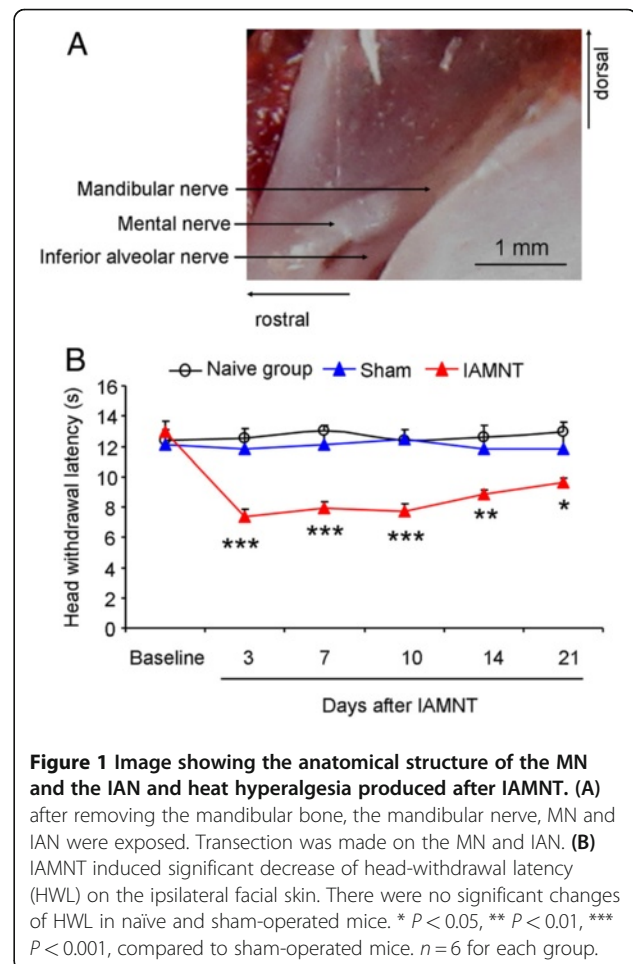 A
dorsal
Mandibular nerve
Mental nerve
Inferior alveolar nerve
1 mm
rostral
B
Naive group Sham IAMNT
Head withdrawal latency (s)
16
14
12
10
8
6
4
2
0
*** *** *** ** *
Baseline 3 7 10 14 21
Days after IAMNT
Figure 1 Image showing the anatomical structure of the MN
and the IAN and heat hyperalgesia produced after IAMNT. (A)
after removing the mandibular bone, the mandibular nerve, MN and
IAN were exposed. Transection was made on the MN and IAN. (B)
IAMNT induced significant decrease of head-withdrawal latency
(HWL) on the ipsilateral facial skin. There were no significant changes
of HWL in naïve and sham-operated mice. * P < 0.05, ** P < 0.01, ***
P < 0.001, compared to sham-operated mice. n = 6 for each group.